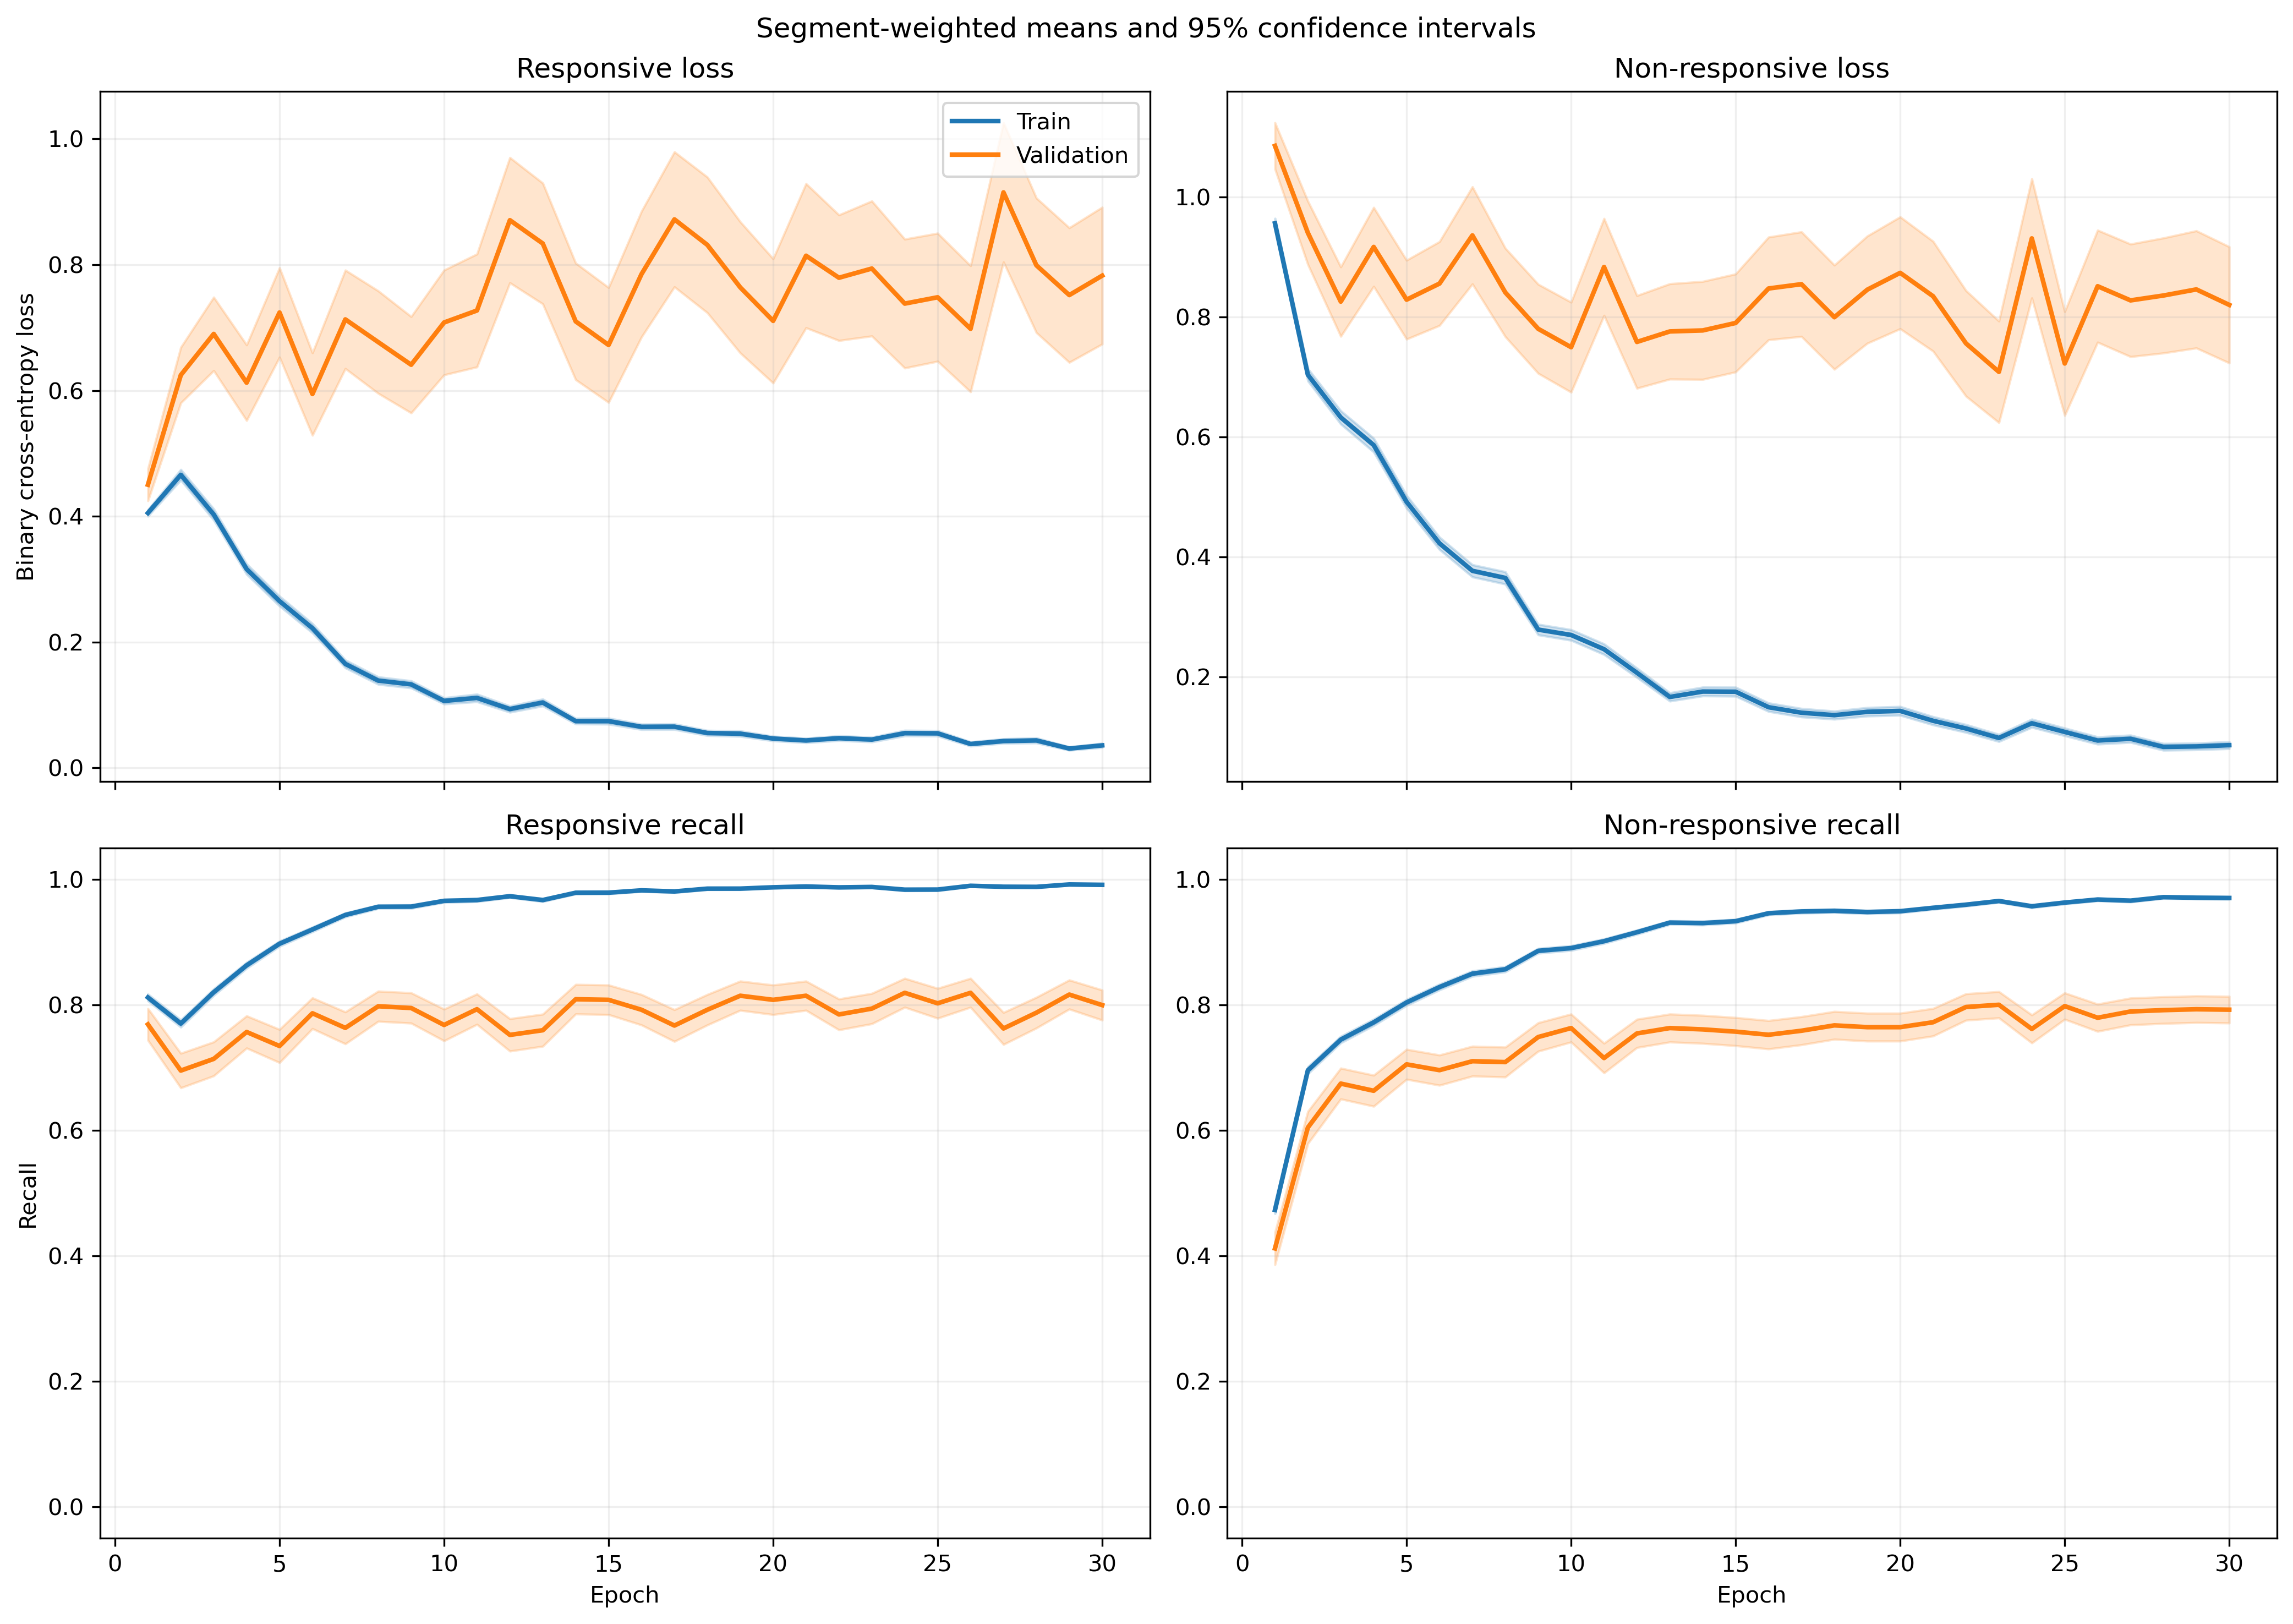 Segment-weighted means and 95% confidence intervals
Responsive loss
Non-responsive loss
Train
Validation
Binary cross-entropy loss
1.0
0.8
0.6
0.4
0.2
0.0
1.0
0.8
0.6
0.4
0.2
Responsive recall
Non-responsive recall
Recall
1.0
0.8
0.6
0.4
0.2
0.0
0 5 10 15 20 25 30
Epoch
1.0
0.8
0.6
0.4
0.2
0.0
0 5 10 15 20 25 30
Epoch